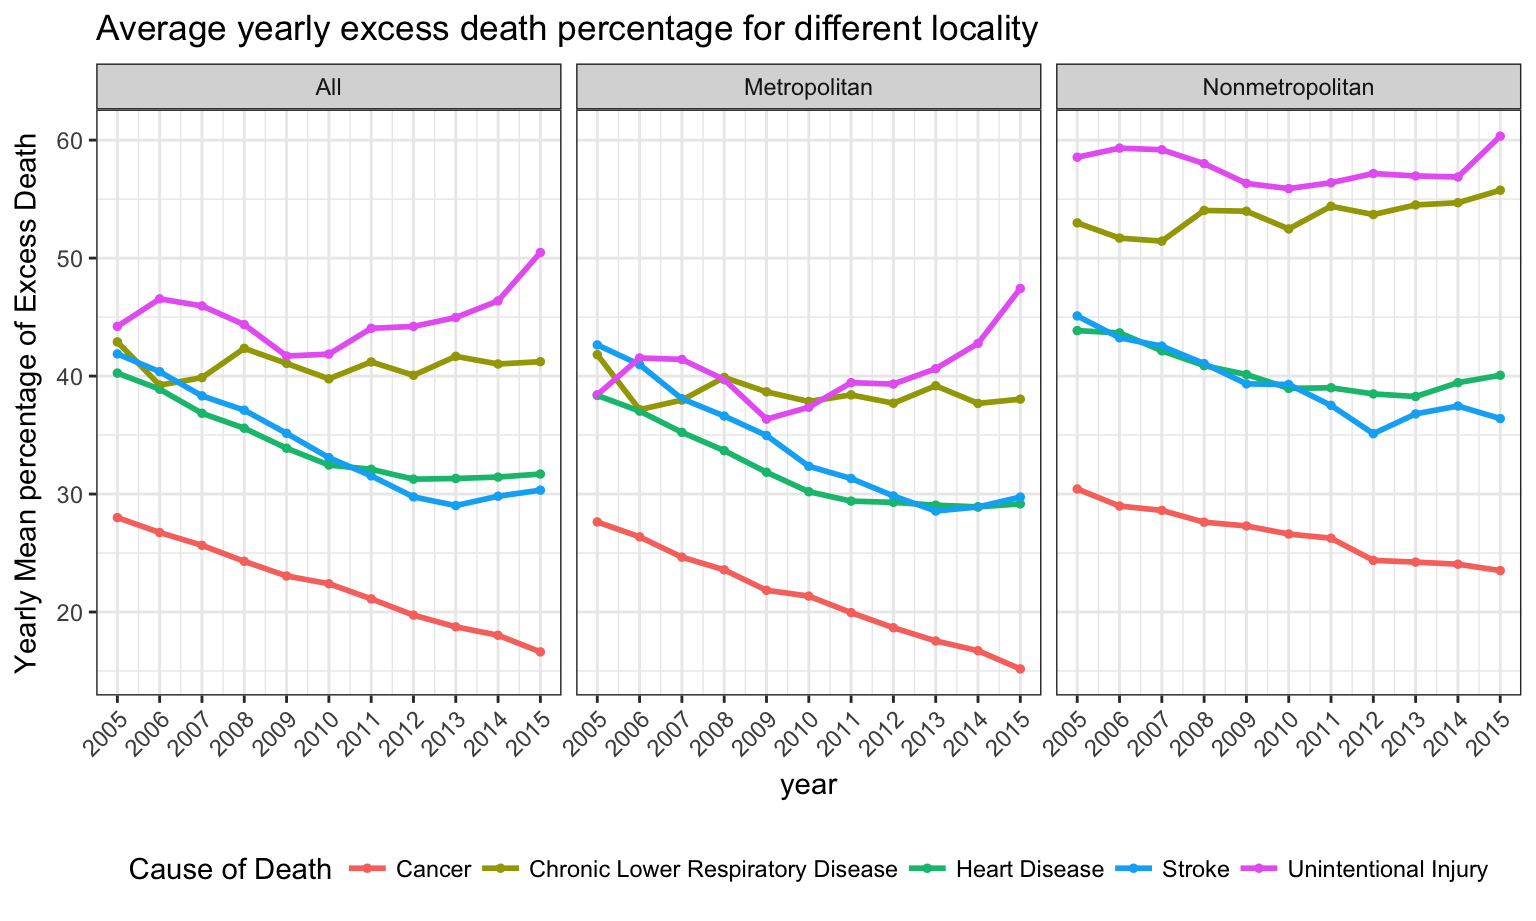 Average yearly excess death percentage for different locality
All Metropolitan Nonmetropolitan
Yearly Mean percentage of Excess Death
60
50
40
30
20
2005 2006 2007 2008 2009 2010 2011 2012 2013 2014 2015 2005 2006 2007 2008 2009 2010 2011 2012 2013 2014 2015 2005 2006 2007 2008 2009 2010 2011 2012 2013 2014 2015
year
Cause of Death Cancer Chronic Lower Respiratory Disease Heart Disease Stroke Unintentional Injury